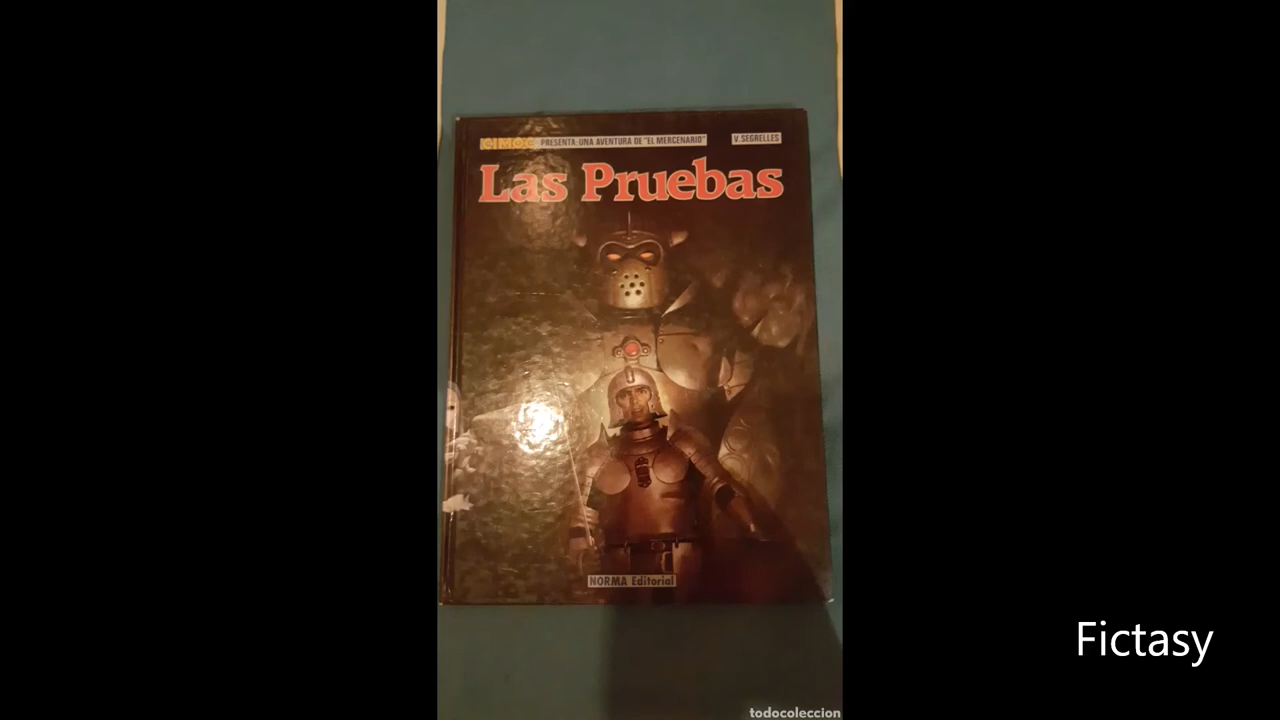 CIMOC PRESENTA: UNA AVENTURA DE "EL MERCENARIO"
V. SEGRELLES
Las Pruebas
NORMA Editorial
Fictasy
todocoleccion